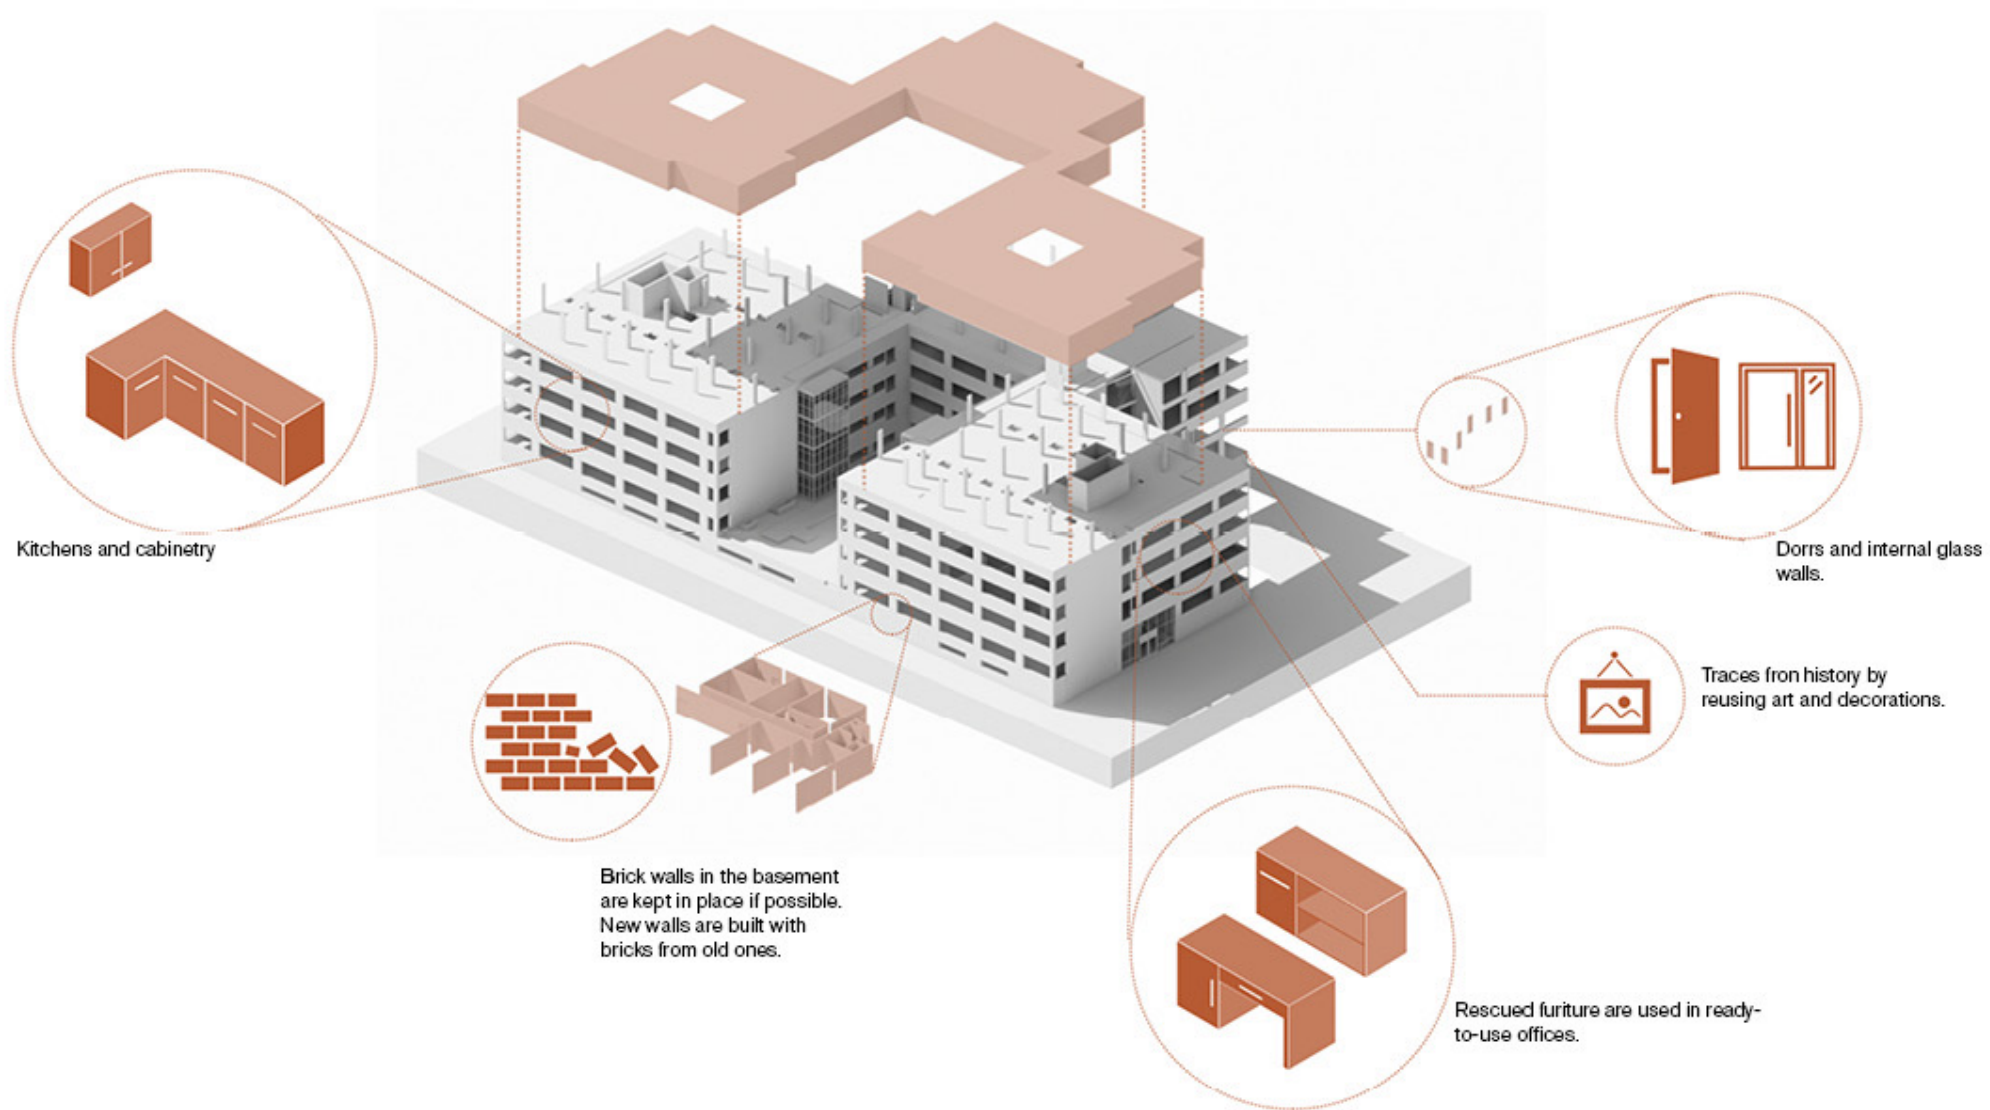 Kitchens and cabinetry
Dorrs and internal glass
walls.
Traces fron history by
reusing art and decorations.
Brick walls in the basement
are kept in place if possible.
New walls are built with
bricks from old ones.
Rescued furiture are used in ready-
to-use offices.